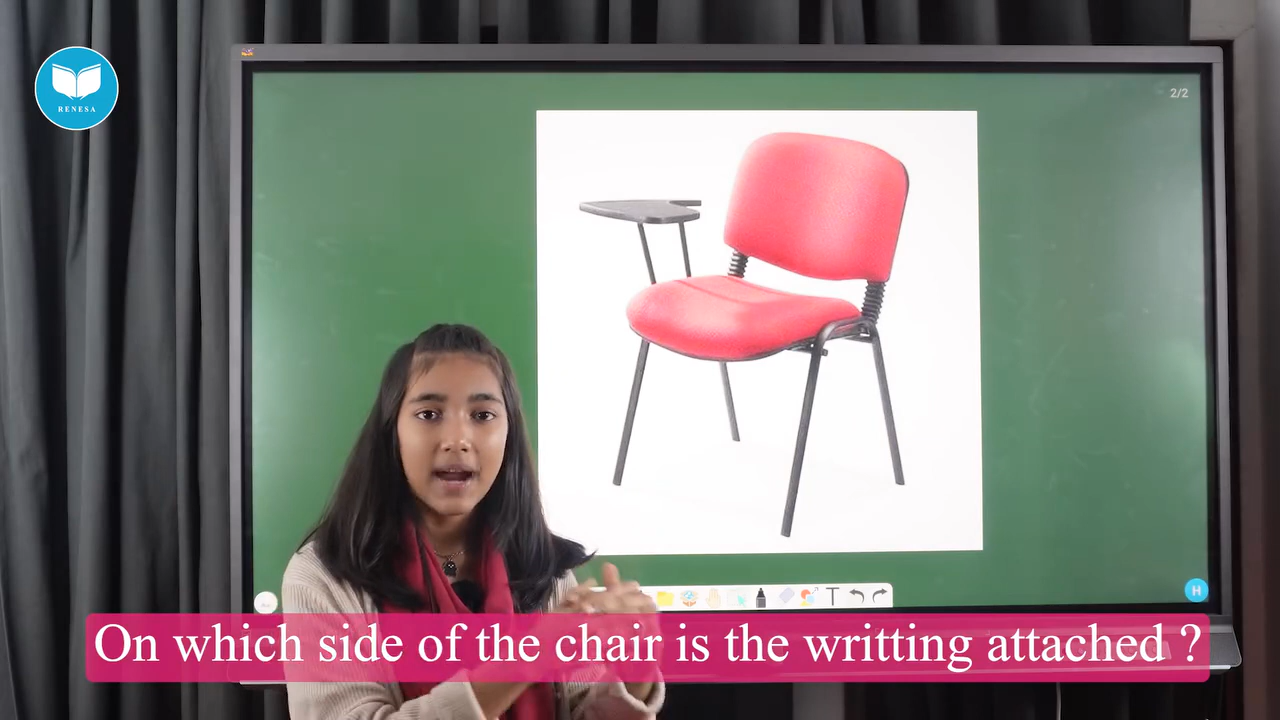 RENESA
2/2
T
H
On which side of the chair is the writting attached ?